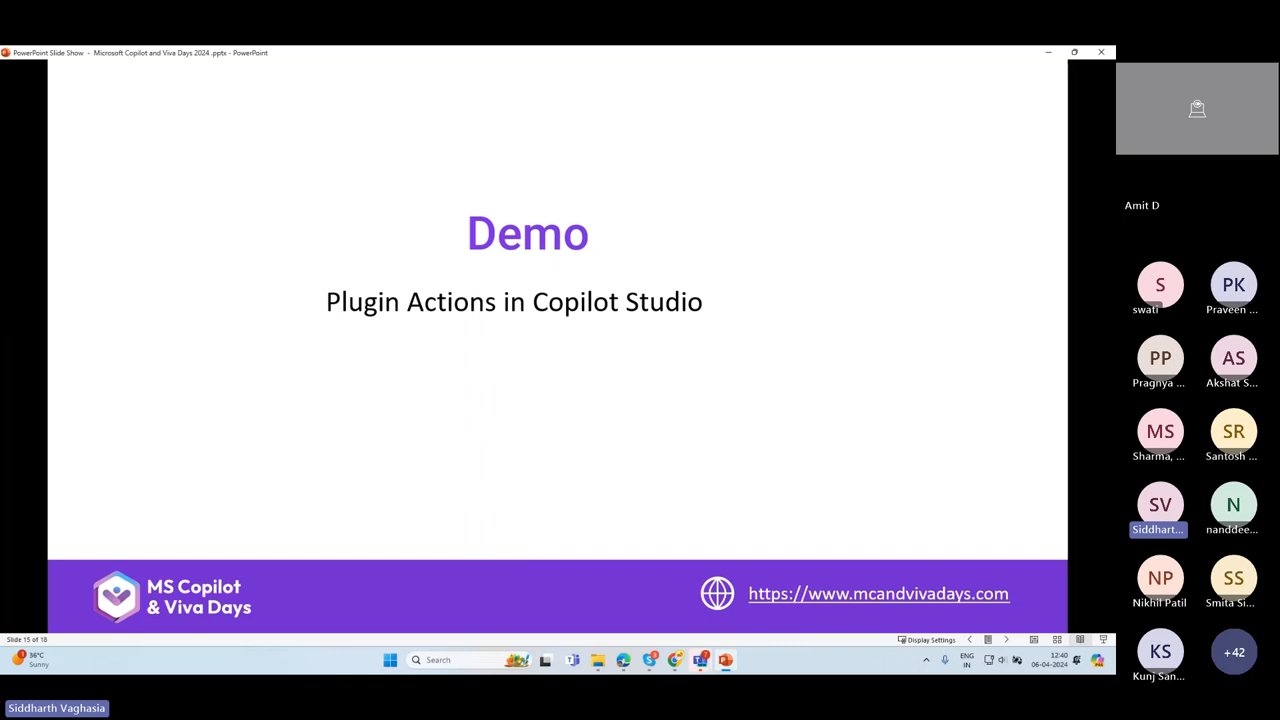 PowerPoint Slide Show - Microsoft Copilot and Viva Days 2024 .pptx - PowerPoint
Demo
Plugin Actions in Copilot Studio
MS Copilot
& Viva Days
https://www.mcandvivadays.com
Slide 15 of 18
Display Settings
1
36°C
Sunny
Search
ENG
IN
12:40
06-04-2024
Siddharth Vaghasia
Amit D
S
swati
PK
Praveen ...
PP
Pragnya ...
AS
Akshat S...
MS
Sharma, ...
SR
Santosh ...
SV
Siddhart...
N
nanddee...
NP
Nikhil Patil
SS
Smita Si...
KS
Kunj San...
+42